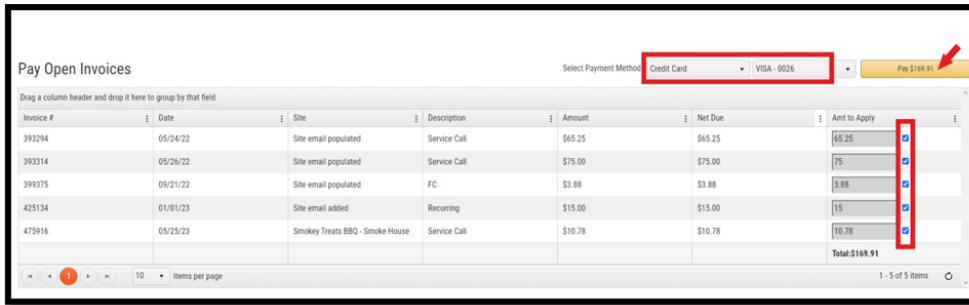 Pay Open Invoices Select Payment Method Credit Card VISA - 0026 Pay $169.91
Drag a column header and drop it here to group by that field
Invoice # Date Site Description Amount Net Due Amt to Apply
393294 05/24/22 Site email populated Service Call $65.25 $65.25 65.25
393314 05/26/22 Site email populated Service Call $75.00 $75.00 75
399375 09/21/22 Site email populated FC $3.88 $3.88 3.88
425134 01/01/23 Site email added Recurring $15.00 $15.00 15
475916 05/25/23 Smokey Treats BBQ - Smoke House Service Call $10.78 $10.78 10.78
Total:$169.91
1 10 items per page 1 - 5 of 5 items